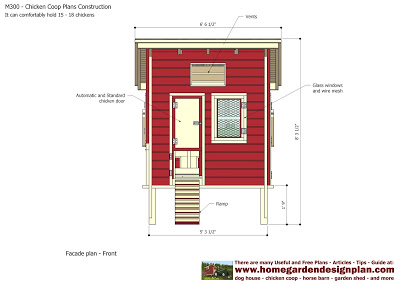 M300 - Chicken Coop Plans Construction
It can comfortably hold 15 - 18 chickens
6' 6 1/2"
Vents
Automatic and Standard
chicken door
Glass windows
and wire mesh
8' 3 1/2"
1' 9"
Ramp
5' 3 1/2"
Facade plan - Front
There are many Useful and Free Plans - Articles - Tips - Guide at:
www.homegardendesignplan.com
dog house - chicken coop - horse barn - garden shed - and more